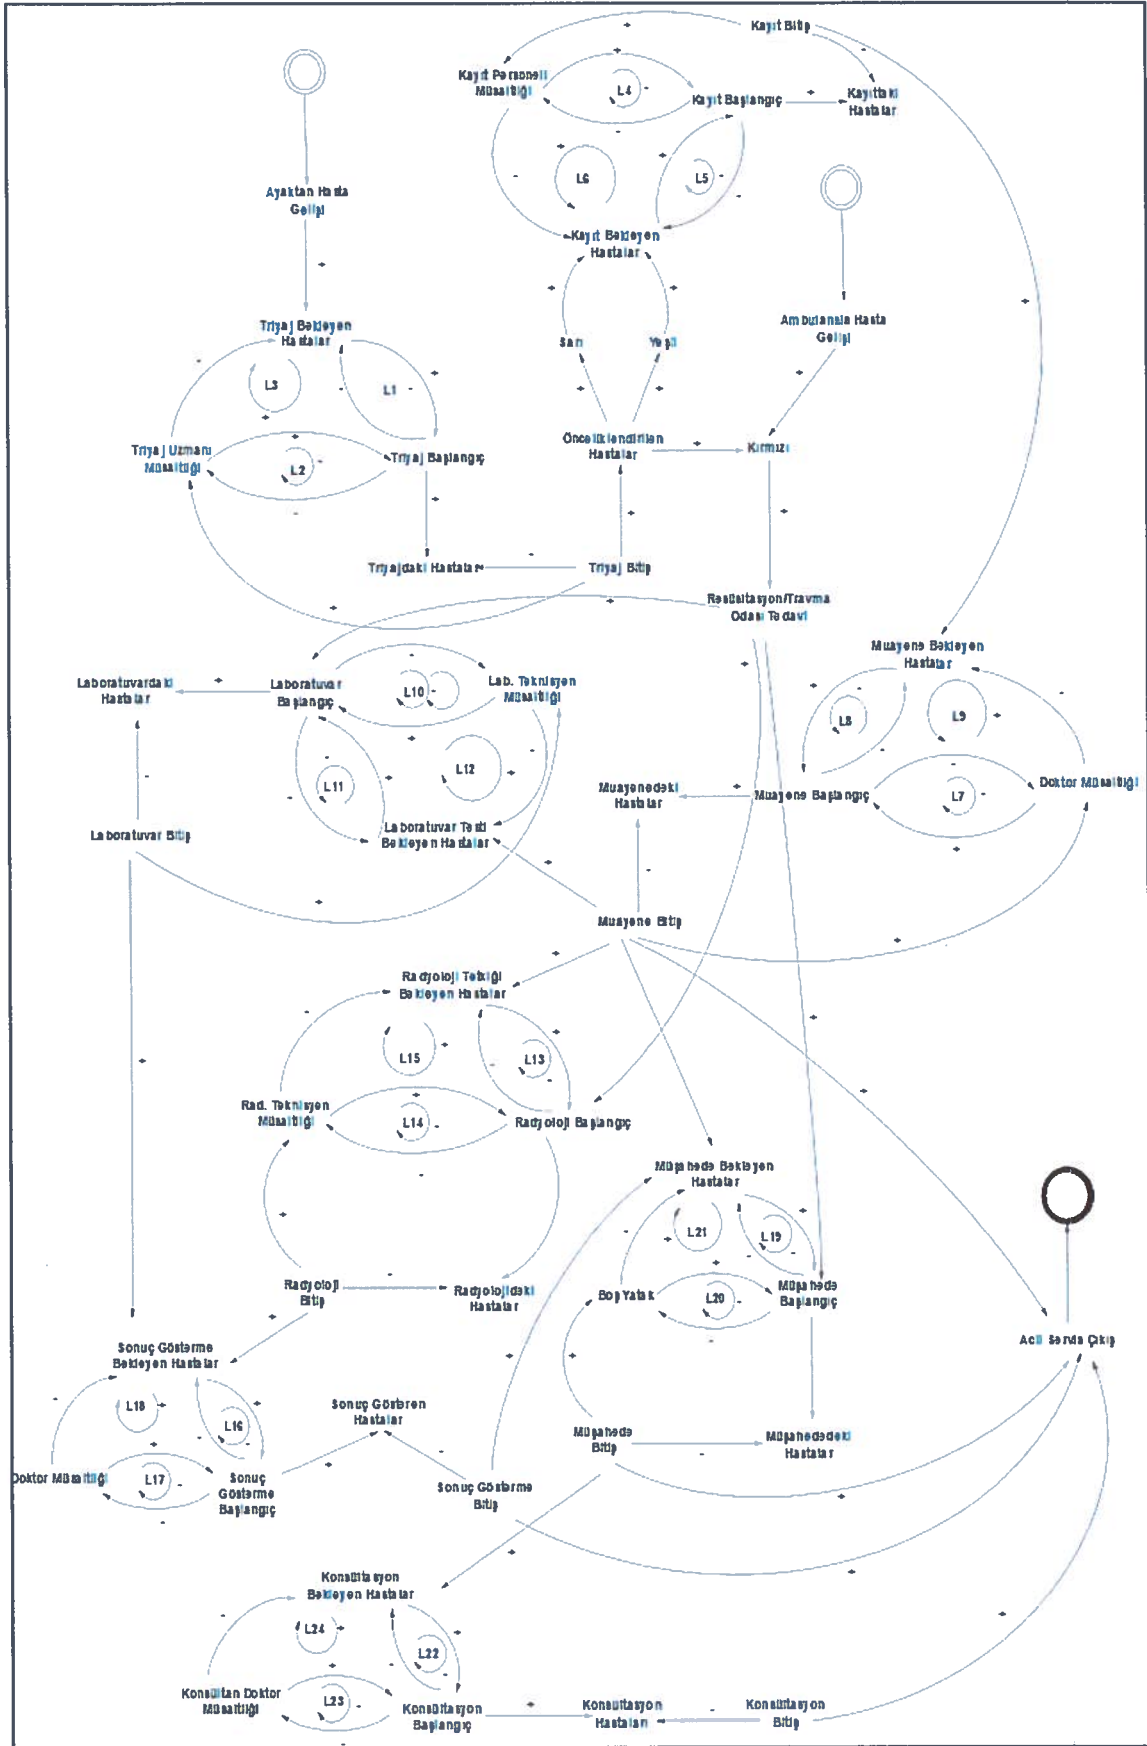 Kayıt Bitiş
Kayıt Personeli
Müsaitliği
L4
Kayıt Başlangıç
Kayıttaki
Hastalar
L6
L5
Ayaktan Hasta
Gelişi
Kayıt Bekleyen
Hastalar
Triyaj Bekleyen
Hastalar
Ambulansla Hasta
Gelişi
Sarı
Yeşil
L3
L1
Triyaj Uzmanı
Müsaitliği
L2
Triyaj Başlangıç
Önceliklendirilen
Hastalar
Kırmızı
Triyajdaki Hastalar
Triyaj Bitiş
Resüsitasyon/Travma
Odası Tedavi
Muayene Bekleyen
Hastalar
Laboratuvardaki
Hastalar
Laboratuvar
Başlangıç
L10
Lab. Teknisyen
Müsaitliği
L8
L9
L11
L12
Muayenedeki
Hastalar
Muayene Başlangıç
L7
Doktor Müsaitliği
Laboratuvar Bitiş
Laboratuvar Testi
Bekleyen Hastalar
Muayene Bitiş
Radyoloji Tetkiği
Bekleyen Hastalar
L15
L13
Rad. Teknisyen
Müsaitliği
L14
Radyoloji Başlangıç
Müşahede Bekleyen
Hastalar
L21
L19
Radyoloji
Bitiş
Radyolojideki
Hastalar
Boş Yatak
L20
Müşahede
Başlangıç
Acil Servis Çıkış
Sonuç Gösterme
Bekleyen Hastalar
L18
L16
Sonuç Gösteren
Hastalar
Müşahede
Bitiş
Müşahededeki
Hastalar
Doktor Müsaitliği
L17
Sonuç
Gösterme
Başlangıç
Sonuç Gösterme
Bitiş
Konsültasyon
Bekleyen Hastalar
L24
L22
Konsültan Doktor
Müsaitliği
L23
Konsültasyon
Başlangıç
Konsültasyon
Hastaları
Konsültasyon
Bitiş